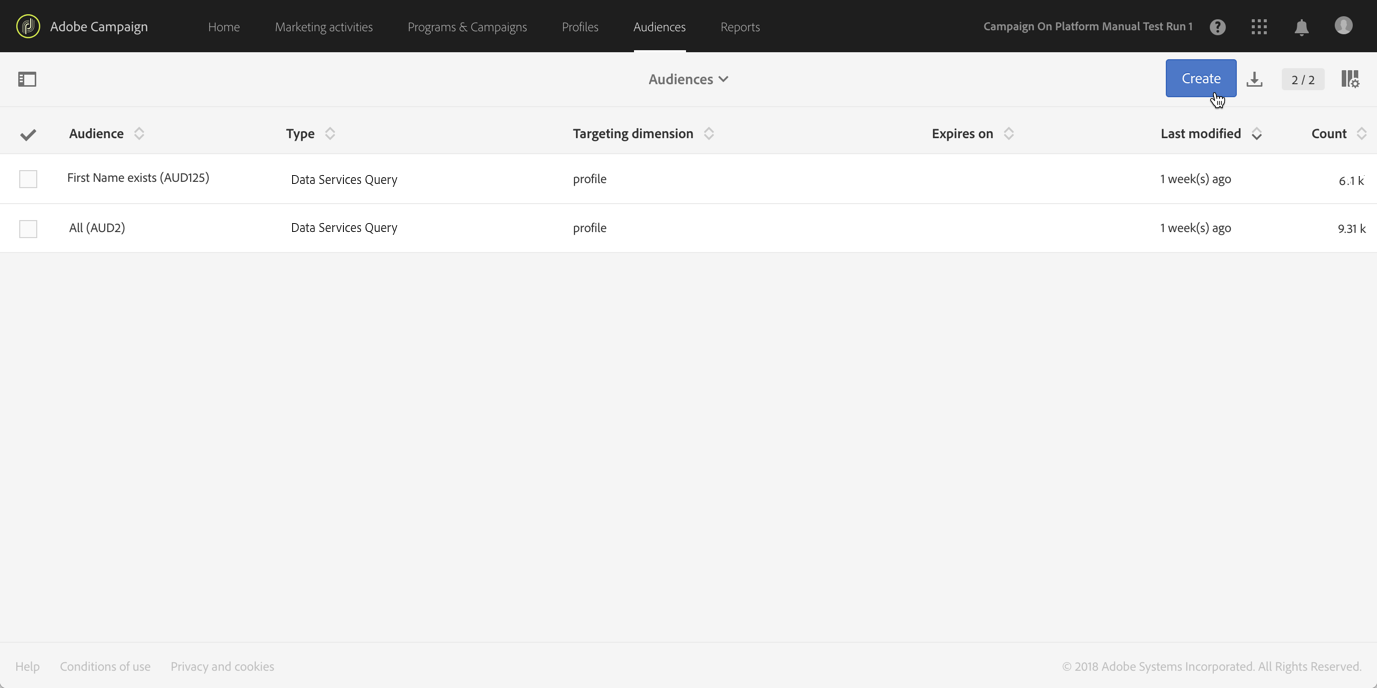 Adobe Campaign Home Marketing activities Programs & Campaigns Profiles Audiences Reports Campaign On Platform Manual Test Run 1
Audiences Create 2 / 2
Audience Type Targeting dimension Expires on Last modified Count
First Name exists (AUD125) Data Services Query profile 1 week(s) ago 6.1 k
All (AUD2) Data Services Query profile 1 week(s) ago 9.31 k
Help Conditions of use Privacy and cookies © 2018 Adobe Systems Incorporated. All Rights Reserved.